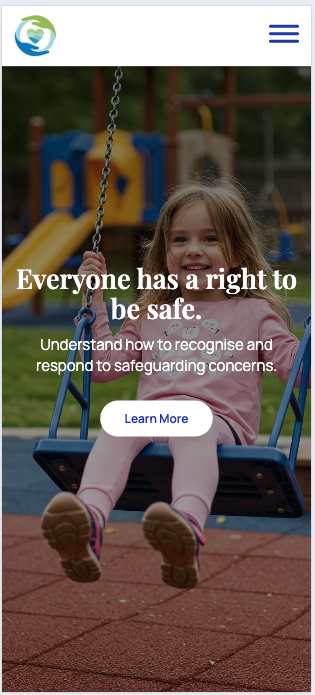 Everyone has a right to
be safe.
Understand how to recognise and
respond to safeguarding concerns.
Learn More